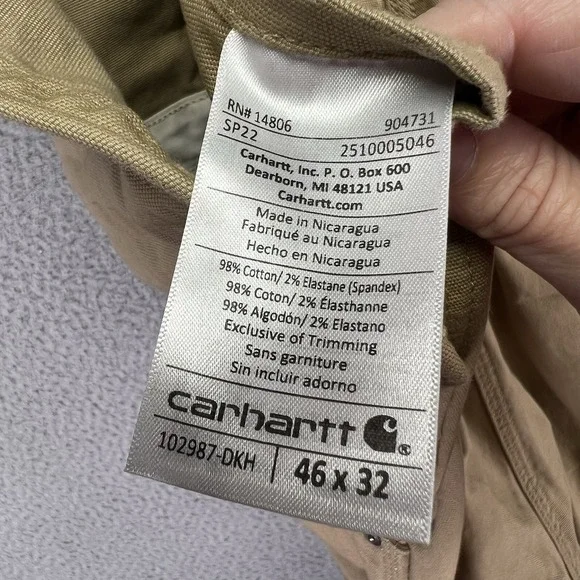 RN# 14806 904731
SP22 2510005046
Carhartt, Inc. P. O. Box 600
Dearborn, MI 48121 USA
Carhartt.com
Made in Nicaragua
Fabriqué au Nicaragua
Hecho en Nicaragua
98% Cotton/ 2% Elastane (Spandex)
98% Coton/ 2% Élasthanne
98% Algodón/ 2% Elastano
Exclusive of Trimming
Sans garniture
Sin incluir adorno
carhartt ®
102987-DKH | 46 x 32